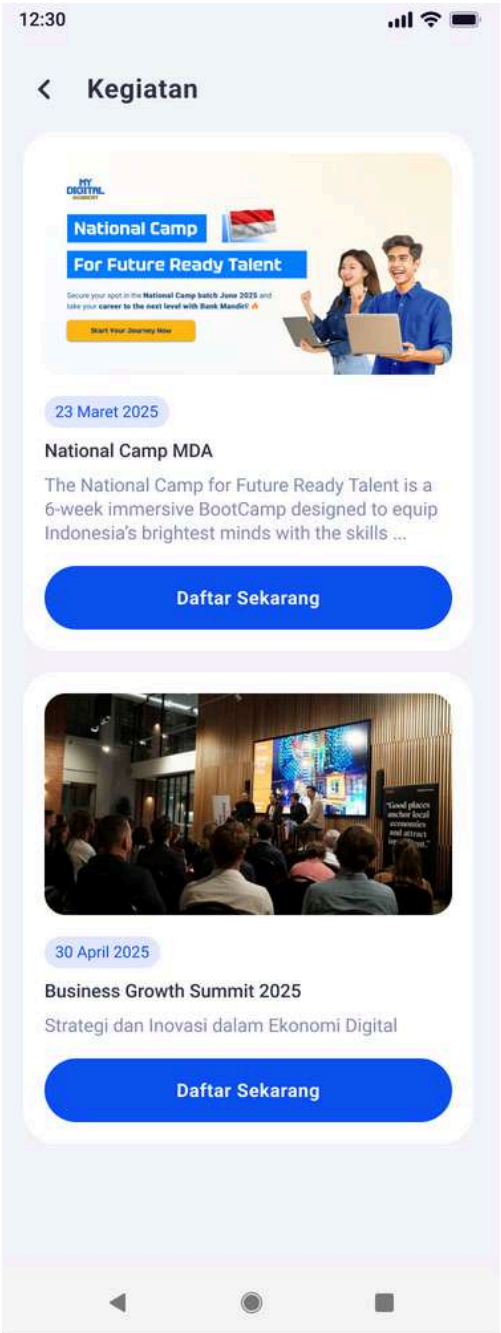 12:30
Kegiatan
MY
DIGITAL
ACADEMY
National Camp
For Future Ready Talent
Secure your spot in the National Camp batch June 2025 and
take your career to the next level with Bank Mandiri! 🔥
Start Your Journey Now
23 Maret 2025
National Camp MDA
The National Camp for Future Ready Talent is a
6-week immersive BootCamp designed to equip
Indonesia’s brightest minds with the skills ...
Daftar Sekarang
"Good places
anchor local
economies
and attract
30 April 2025
Business Growth Summit 2025
Strategi dan Inovasi dalam Ekonomi Digital
Daftar Sekarang